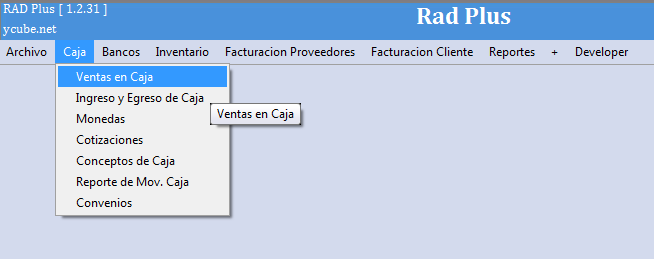 RAD Plus [ 1.2.31 ]
Rad Plus
ycube.net
Archivo Caja Bancos Inventario Facturacion Proveedores Facturacion Cliente Reportes + Developer
Ventas en Caja
Ingreso y Egreso de Caja
Ventas en Caja
Monedas
Cotizaciones
Conceptos de Caja
Reporte de Mov. Caja
Convenios